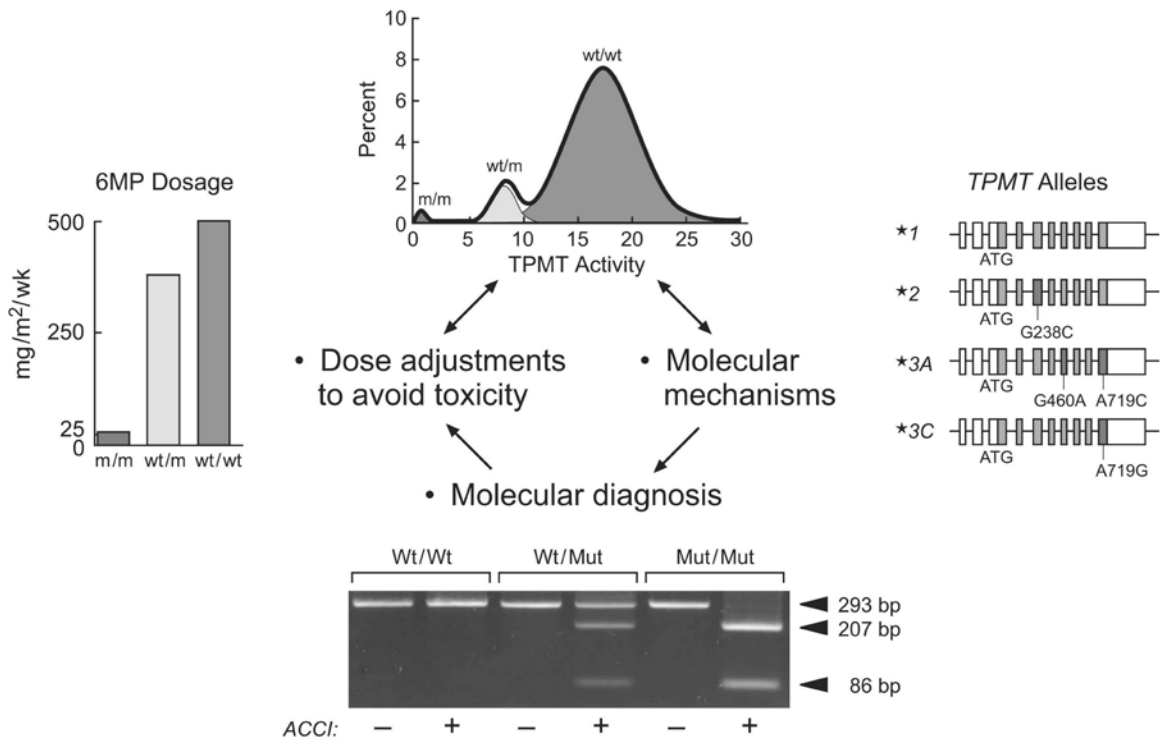 10
8
6
4
2
0
Percent
wt/wt
wt/m
m/m
0 5 10 15 20 25 30
TPMT Activity
6MP Dosage
500
250
25
0
mg/m²/wk
m/m wt/m wt/wt
• Dose adjustments
to avoid toxicity
• Molecular
mechanisms
• Molecular diagnosis
TPMT Alleles
★1
ATG
★2
ATG
G238C
★3A
ATG
G460A A719C
★3C
ATG
A719G
Wt/Wt Wt/Mut Mut/Mut
293 bp
207 bp
86 bp
ACCI: – + – + – +